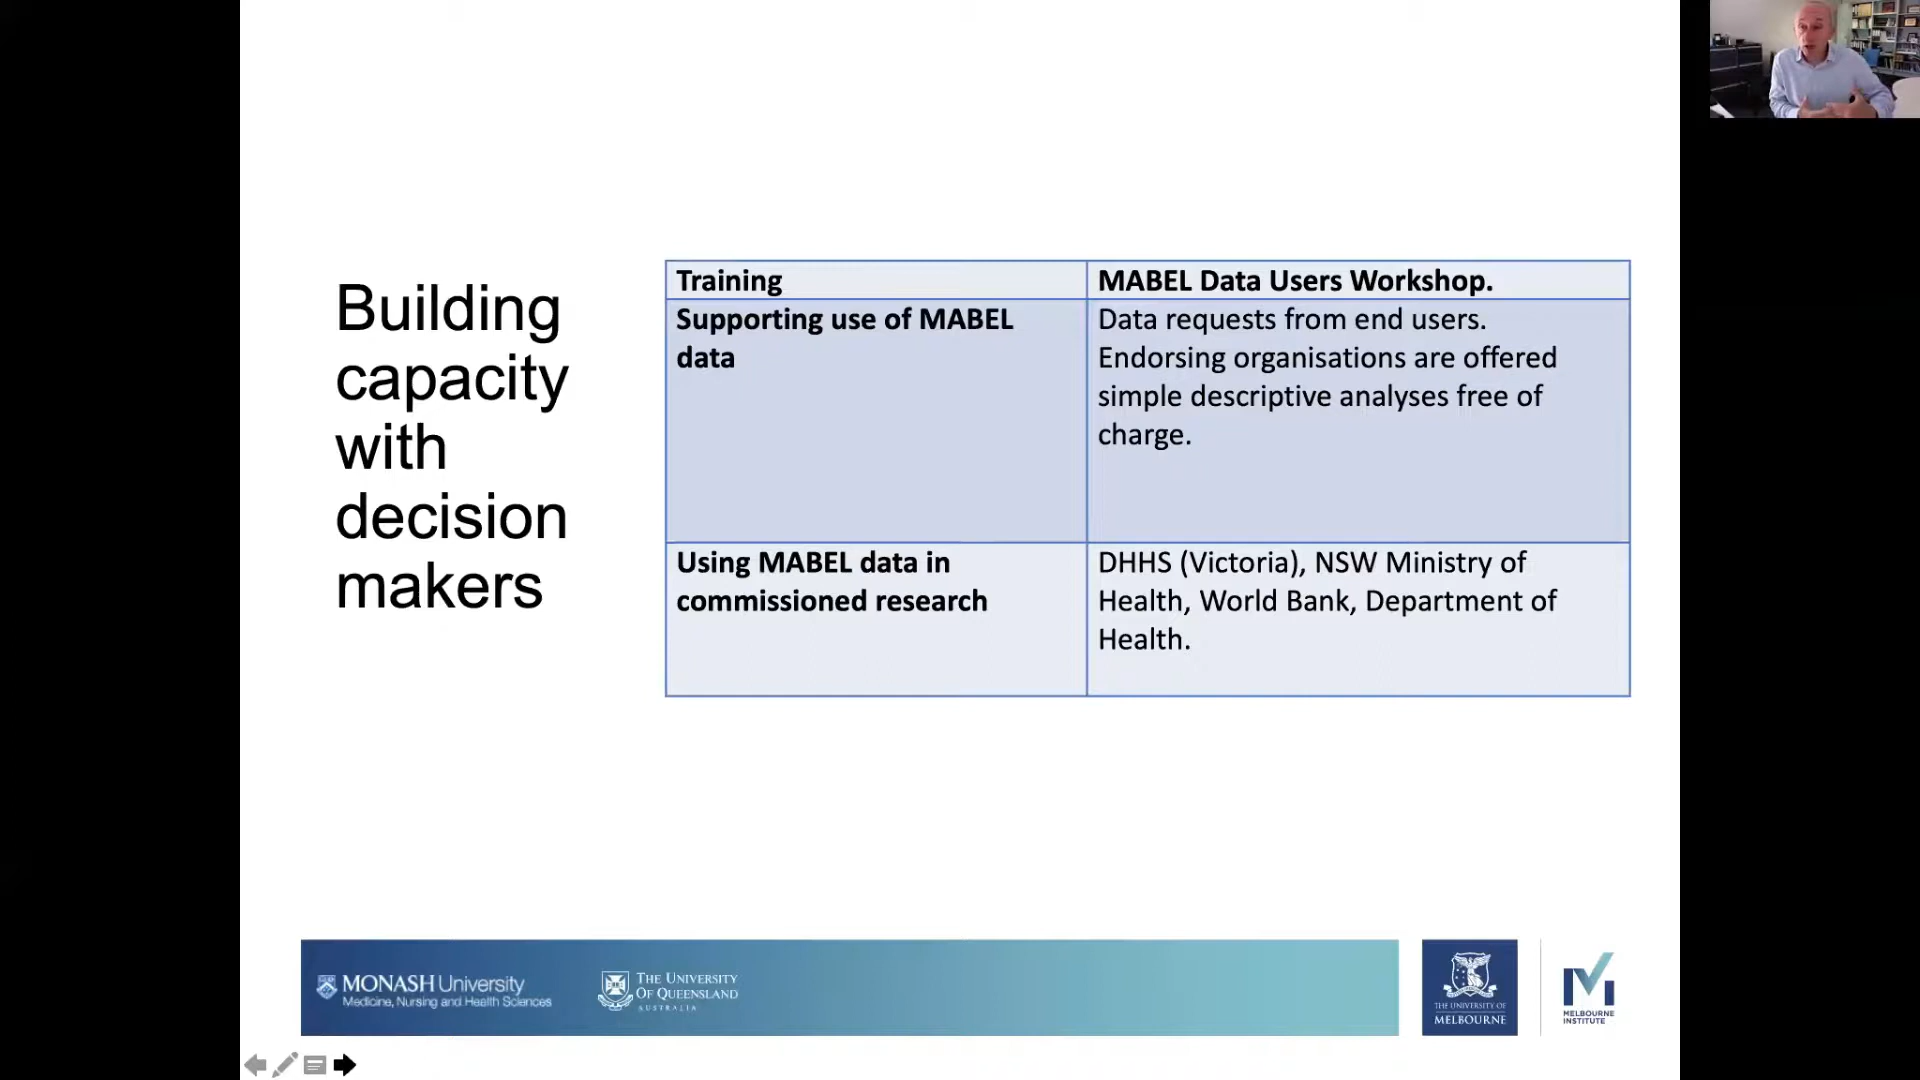 Building
capacity
with
decision
makers
Training
MABEL Data Users Workshop.
Supporting use of MABEL
data
Data requests from end users.
Endorsing organisations are offered
simple descriptive analyses free of
charge.
Using MABEL data in
commissioned research
DHHS (Victoria), NSW Ministry of
Health, World Bank, Department of
Health.
MONASH University
Medicine, Nursing and Health Sciences
THE UNIVERSITY
OF QUEENSLAND
AUSTRALIA
THE UNIVERSITY OF
MELBOURNE
MELBOURNE
INSTITUTE